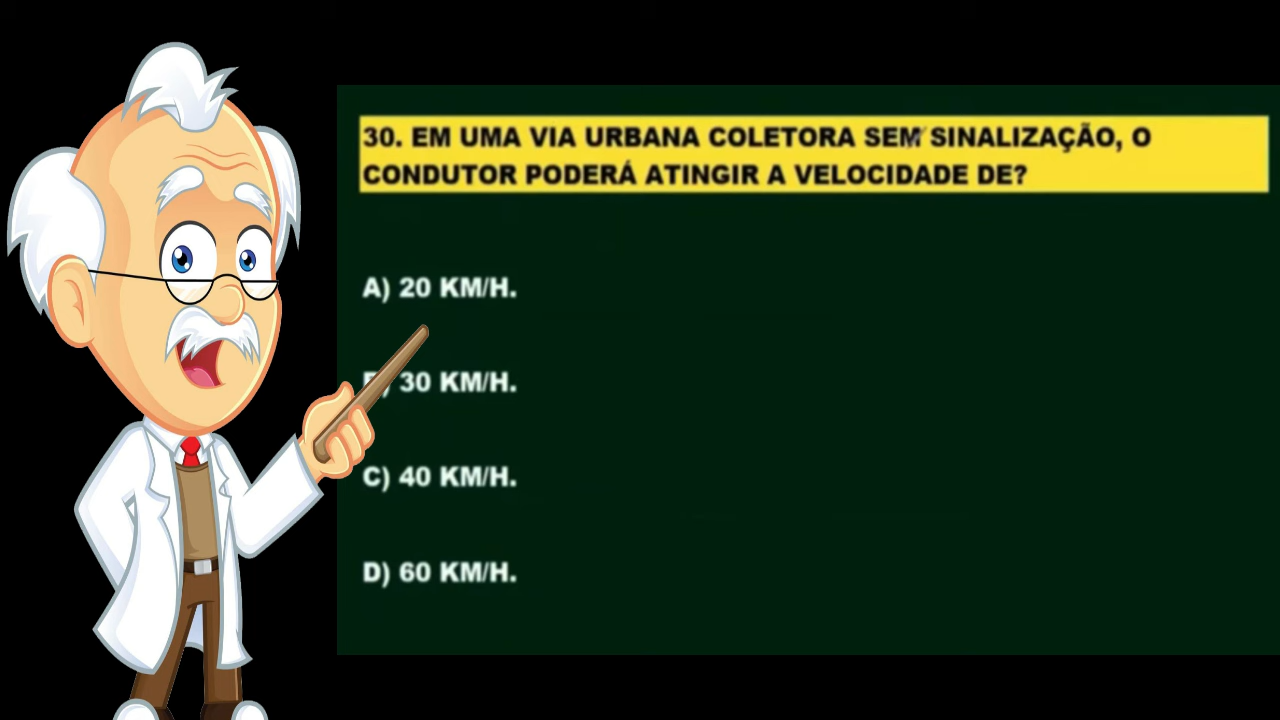 30. EM UMA VIA URBANA COLETORA SEM SINALIZAÇÃO, O
CONDUTOR PODERÁ ATINGIR A VELOCIDADE DE?
A) 20 KM/H.
B) 30 KM/H.
C) 40 KM/H.
D) 60 KM/H.